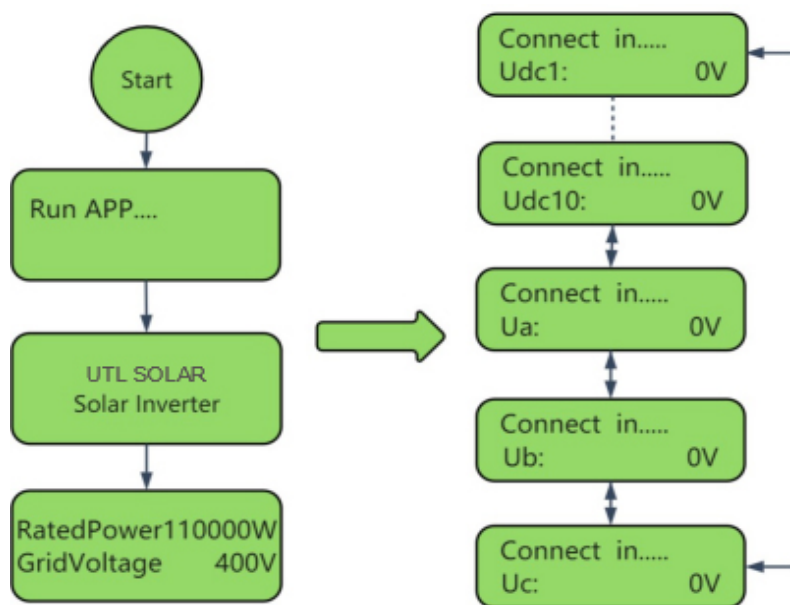 Start
Run APP....
UTL SOLAR
Solar Inverter
RatedPower110000W
GridVoltage 400V
Connect in.....
Udc1: 0V
Connect in.....
Udc10: 0V
Connect in.....
Ua: 0V
Connect in.....
Ub: 0V
Connect in.....
Uc: 0V